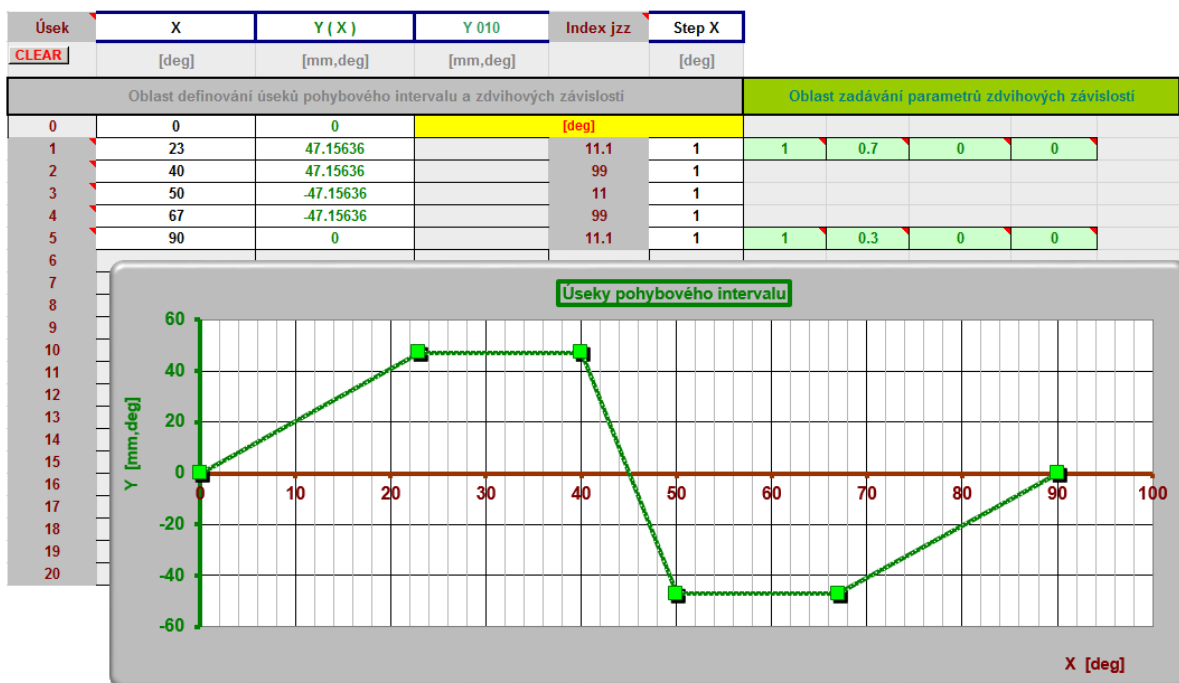 Úsek X Y ( X ) Y 010 Index jzz Step X
CLEAR [deg] [mm,deg] [mm,deg] [deg]
Oblast definování úseků pohybového intervalu a zdvihových závislostí Oblast zadávání parametrů zdvihových závislostí
0 0 0 [deg]
1 23 47.15636 11.1 1 1 0.7 0 0
2 40 47.15636 99 1
3 50 -47.15636 11 1
4 67 -47.15636 99 1
5 90 0 11.1 1 1 0.3 0 0
6
7
8
9
10
11
12
13
14
15
16
17
18
19
20
Úseky pohybového intervalu
60
40
20
0
-20
-40
-60
Y [mm,deg]
0 10 20 30 40 50 60 70 80 90 100
X [deg]